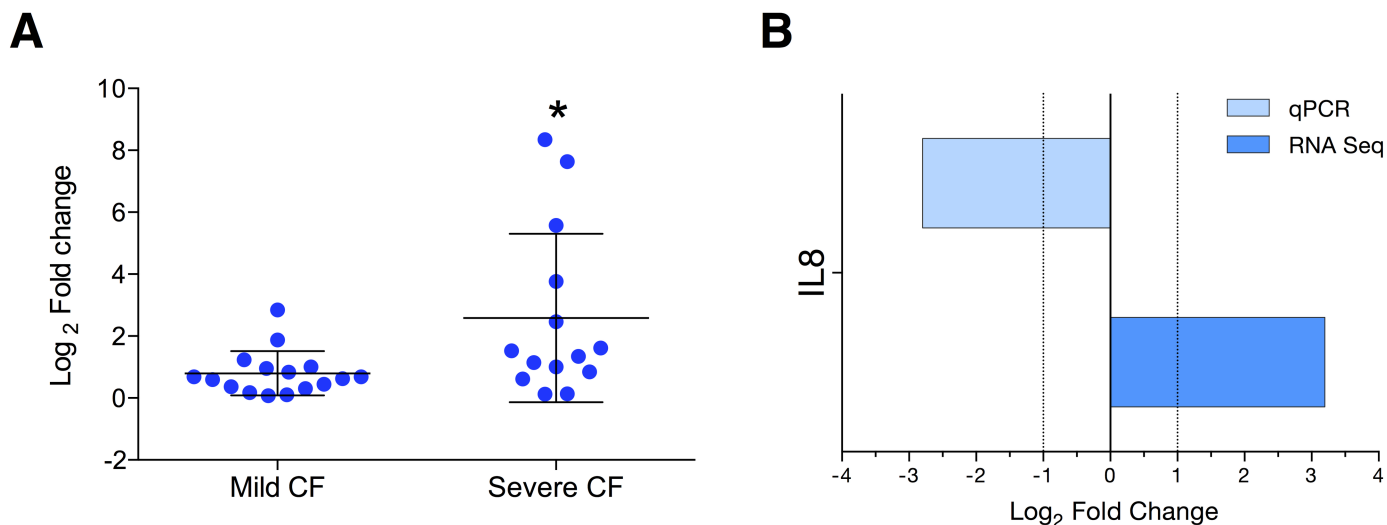 A
B
10
8
6
4
2
0
-2
Log 2 Fold change
*
Mild CF
Severe CF
qPCR
RNA Seq
IL8
-4 -3 -2 -1 0 1 2 3 4
Log2 Fold Change